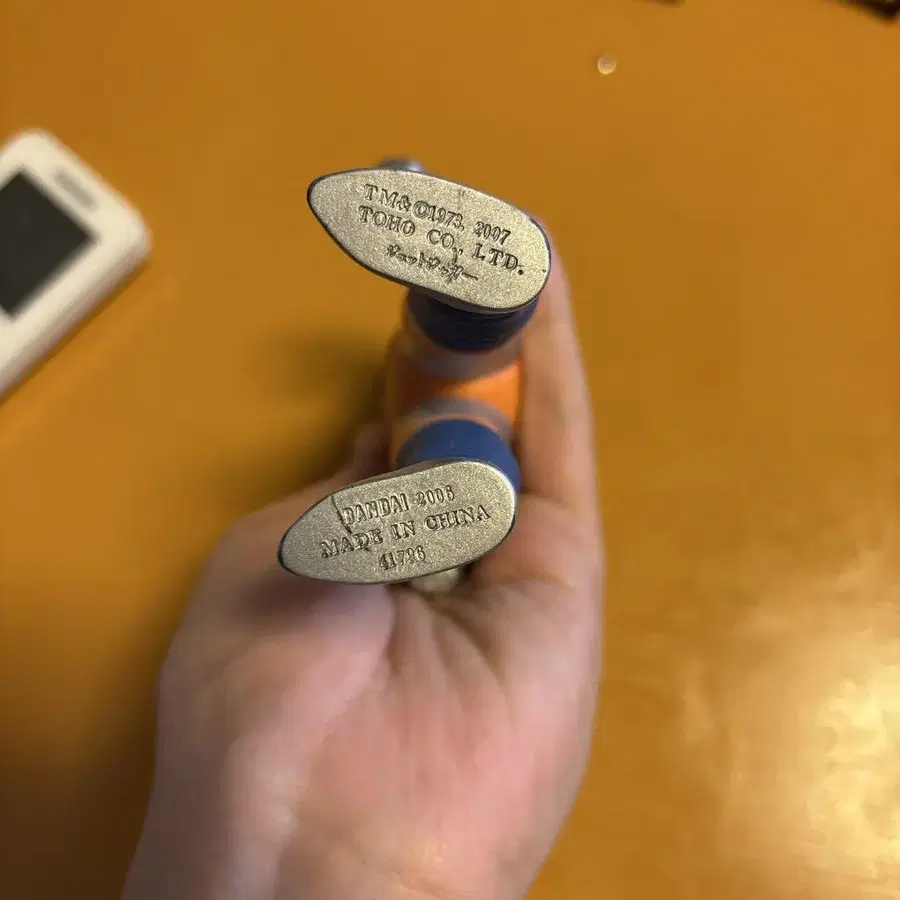 TM&©1973, 2007
TOHO CO., LTD.
ジェットジャガー
BANDAI 2006
MADE IN CHINA
41796